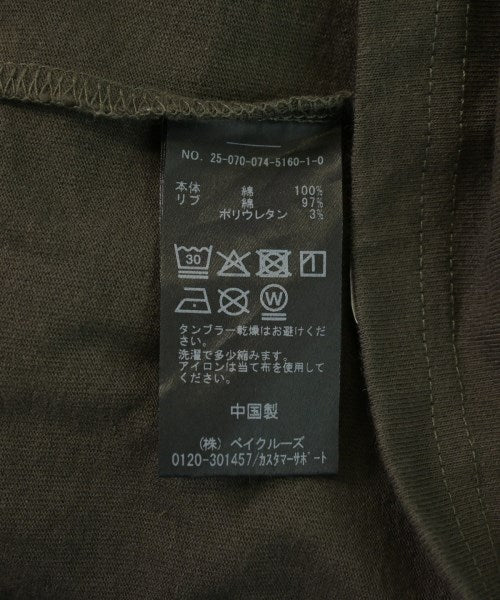 NO. 25-070-074-5160-1-0
本体 綿 100%
リブ 綿 97%
ポリウレタン 3%
30
W
タンブラー乾燥はお避けくだ
さい。
洗濯で多少縮みます。
アイロンは当て布を使用して
ください。
中国製
(株) ベイクルーズ
0120-301457/カスタマーサポート